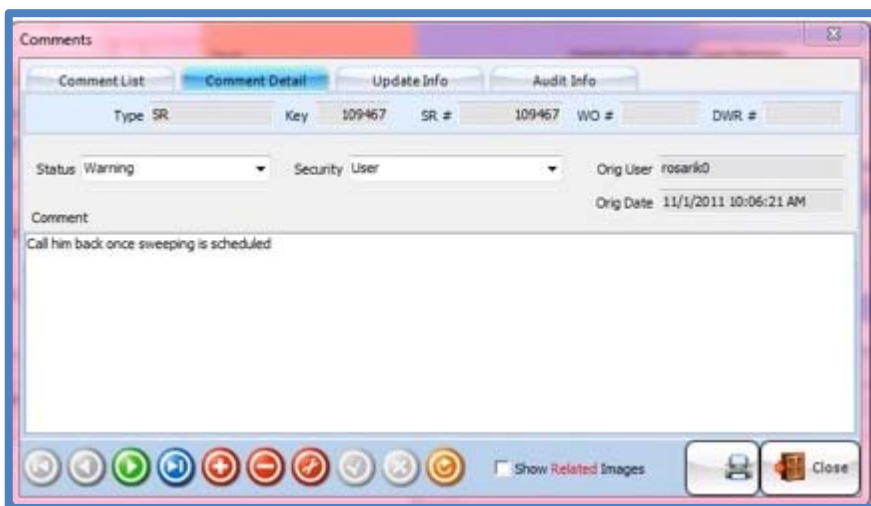 Comments
Comment List Comment Detail Update Info Audit Info
Type SR Key 109467 SR # 109467 WO # DWR #
Status Warning Security User Orig User rosarik0
Orig Date 11/1/2011 10:06:21 AM
Comment
Call him back once sweeping is scheduled
Show Related Images Close